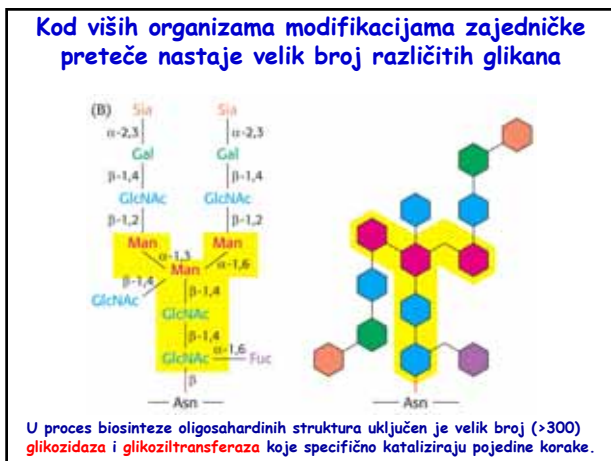 Kod viših organizama modifikacijama zajedničke
preteče nastaje velik broj različitih glikana
(B) Sia Sia
α-2,3 α-2,3
Gal Gal
β-1,4 β-1,4
GlcNAc GlcNAc
β-1,2 β-1,2
Man Man
α-1,3 α-1,6
Man
β-1,4 β-1,4
GlcNAc GlcNAc
β-1,4
GlcNAc α-1,6 Fuc
β
Asn Asn
U proces biosinteze oligosahardinih struktura uključen je velik broj (>300)
glikozidaza i glikoziltransferaza koje specifično kataliziraju pojedine korake.